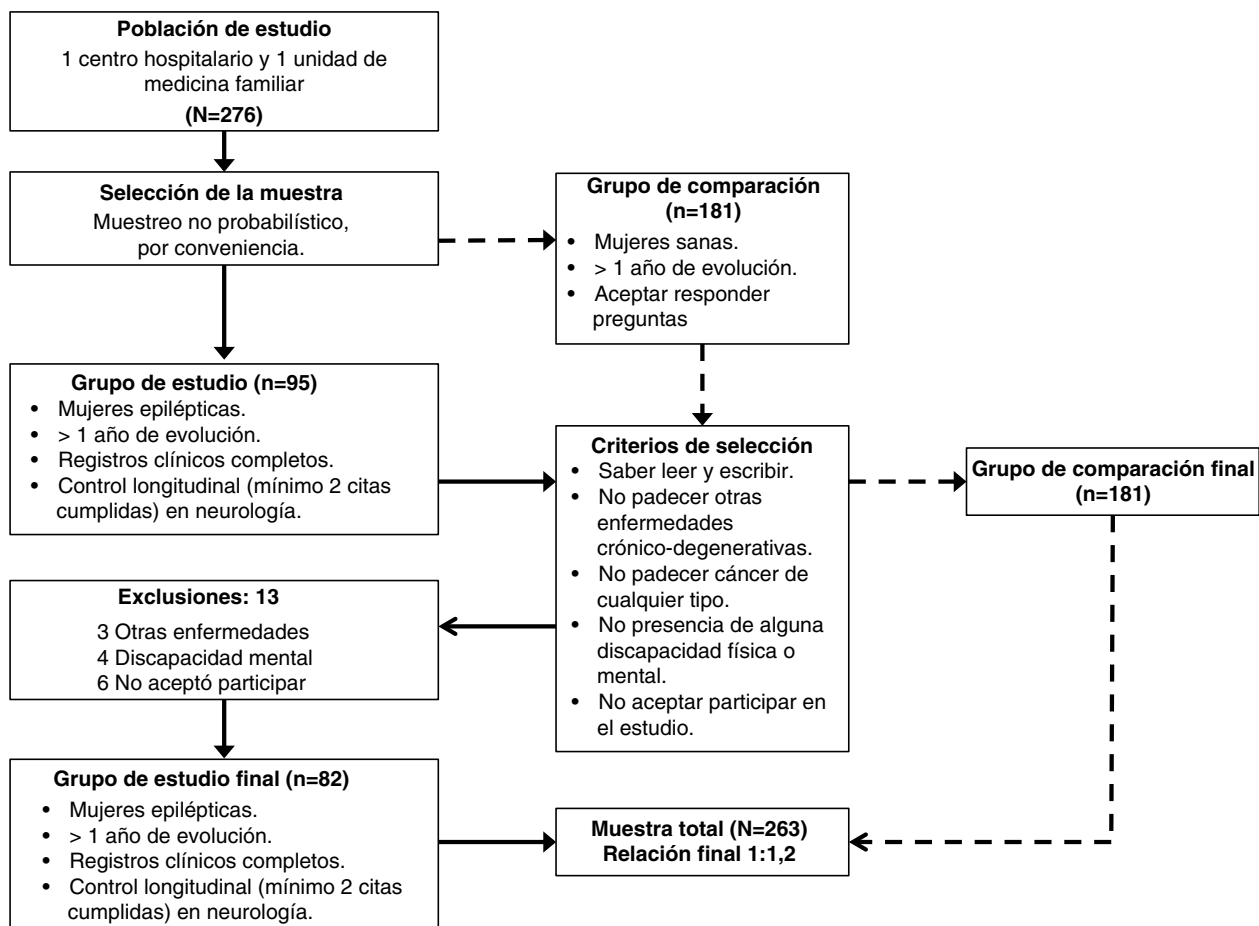 Población de estudio
1 centro hospitalario y 1 unidad de
medicina familiar
(N=276)
Selección de la muestra
Muestreo no probabilístico,
por conveniencia.
Grupo de comparación
(n=181)
• Mujeres sanas.
• > 1 año de evolución.
• Aceptar responder
preguntas
Grupo de estudio (n=95)
• Mujeres epilépticas.
• > 1 año de evolución.
• Registros clínicos completos.
• Control longitudinal (mínimo 2 citas
cumplidas) en neurología.
Criterios de selección
• Saber leer y escribir.
• No padecer otras
enfermedades
crónico-degenerativas.
• No padecer cáncer de
cualquier tipo.
• No presencia de alguna
discapacidad física o
mental.
• No aceptar participar en
el estudio.
Grupo de comparación final
(n=181)
Exclusiones: 13
3 Otras enfermedades
4 Discapacidad mental
6 No aceptó participar
Grupo de estudio final (n=82)
• Mujeres epilépticas.
• > 1 año de evolución.
• Registros clínicos completos.
• Control longitudinal (mínimo 2 citas
cumplidas) en neurología.
Muestra total (N=263)
Relación final 1:1,2